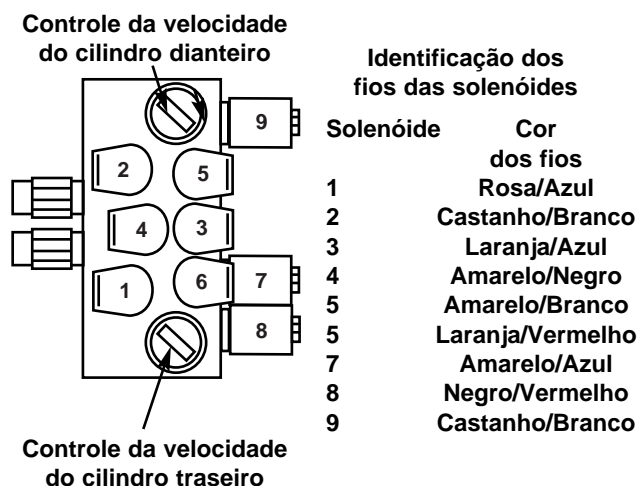 Controle da velocidade
do cilindro dianteiro
Identificação dos
fios das solenóides
9
2
5
4
3
1
6
7
8
Controle da velocidade
do cilindro traseiro
Solenóide Cor
dos fios
1 Rosa/Azul
2 Castanho/Branco
3 Laranja/Azul
4 Amarelo/Negro
5 Amarelo/Branco
5 Laranja/Vermelho
7 Amarelo/Azul
8 Negro/Vermelho
9 Castanho/Branco